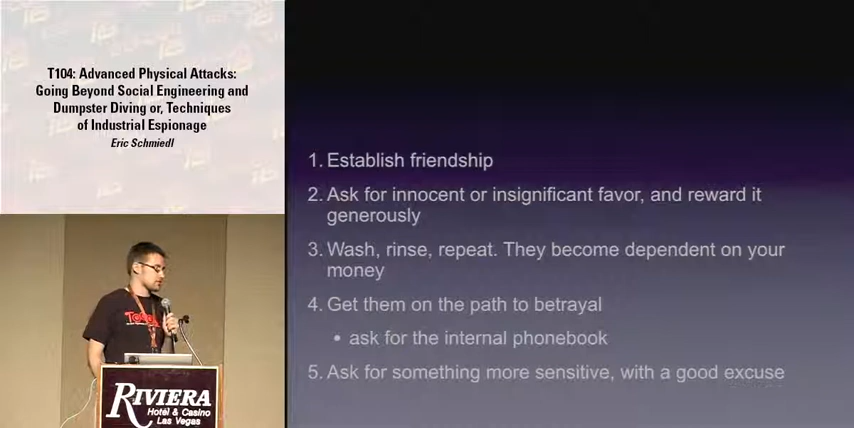 T104: Advanced Physical Attacks:
Going Beyond Social Engineering and
Dumpster Diving or, Techniques
of Industrial Espionage
Eric Schmiedl
1. Establish friendship
2. Ask for innocent or insignificant favor, and reward it
generously
3. Wash, rinse, repeat. They become dependent on your
money
4. Get them on the path to betrayal
• ask for the internal phonebook
5. Ask for something more sensitive, with a good excuse
RIVIERA
Hotel & Casino
Las Vegas